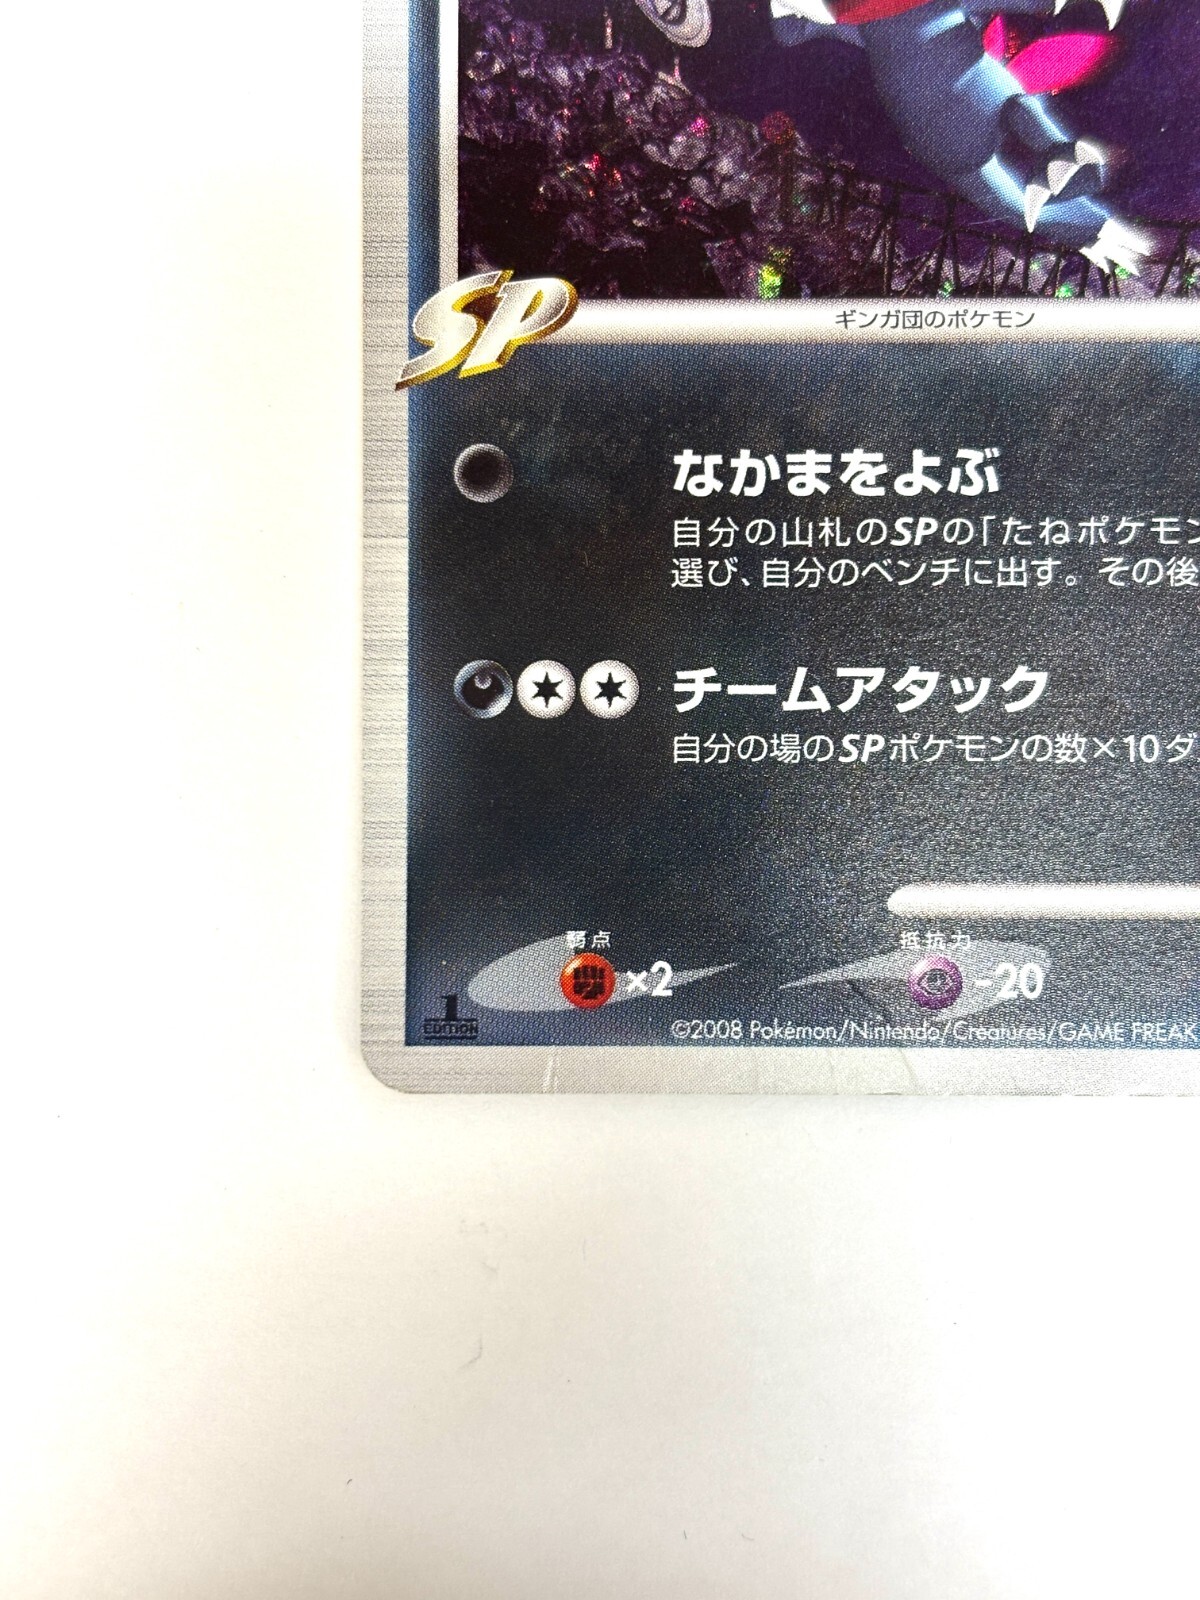 SP
ギンガ団のポケモン
なかまをよぶ
自分の山札のSPの「たねポケモン
選び、自分のベンチに出す。その後
チームアタック
自分の場のSPポケモンの数×10ダ
弱点
×2
抵抗力
-20
1
EDITION
©2008 Pokémon/Nintendo/Creatures/GAME FREAK